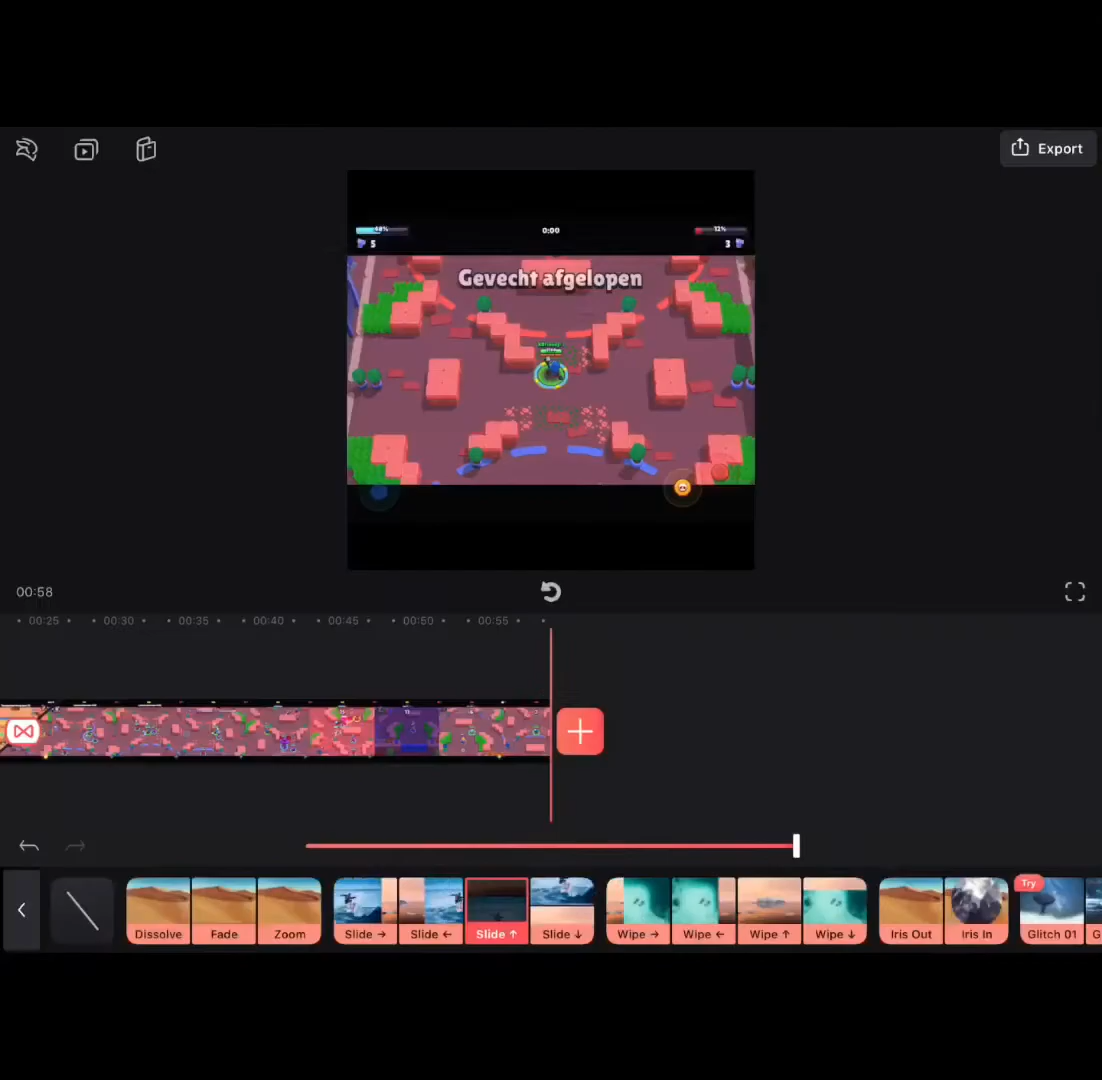 Export
48%
0:00
12%
5
3
Gevecht afgelopen
00:58
00:25
00:30
00:35
00:40
00:45
00:50
00:55
Dissolve
Fade
Zoom
Slide →
Slide ←
Slide ↑
Slide ↓
Wipe →
Wipe ←
Wipe ↑
Wipe ↓
Iris Out
Iris In
Try
Glitch 01
G